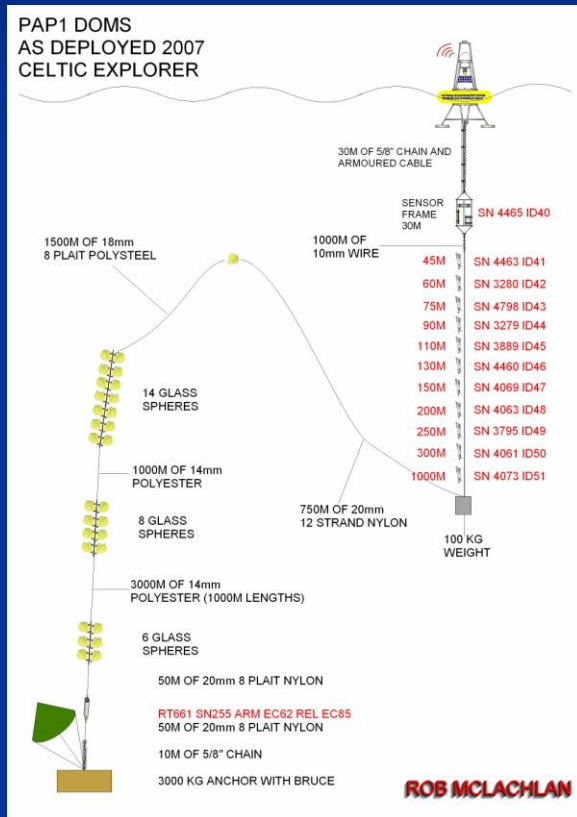 PAP1 DOMS
AS DEPLOYED 2007
CELTIC EXPLORER
30M OF 5/8" CHAIN AND
ARMOURED CABLE
SENSOR
FRAME
30M
SN 4465 ID40
1000M OF
10mm WIRE
45M SN 4463 ID41
60M SN 3280 ID42
75M SN 4798 ID43
90M SN 3279 ID44
110M SN 3889 ID45
130M SN 4460 ID46
150M SN 4069 ID47
200M SN 4063 ID48
250M SN 3795 ID49
300M SN 4061 ID50
1000M SN 4073 ID51
100 KG
WEIGHT
750M OF 20mm
12 STRAND NYLON
1500M OF 18mm
8 PLAIT POLYSTEEL
14 GLASS
SPHERES
1000M OF 14mm
POLYESTER
8 GLASS
SPHERES
3000M OF 14mm
POLYESTER (1000M LENGTHS)
6 GLASS
SPHERES
50M OF 20mm 8 PLAIT NYLON
RT661 SN255 ARM EC62 REL EC85
50M OF 20mm 8 PLAIT NYLON
10M OF 5/8" CHAIN
3000 KG ANCHOR WITH BRUCE
ROB MCLACHLAN